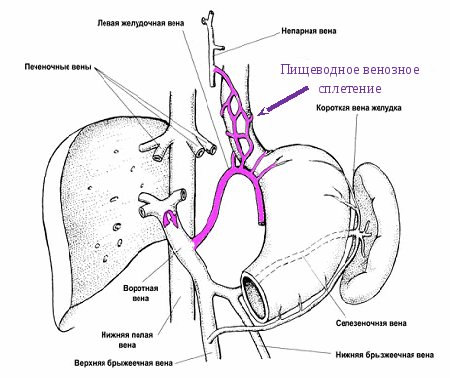 Левая желудочная вена
Непарная вена
Печеночные вены
Пищеводное венозное
сплетение
Короткая вена желудка
Воротная
вена
Нижняя полая
вена
Верхняя брыжеечная вена
Селезеночная вена
Нижняя брыжеечная вена